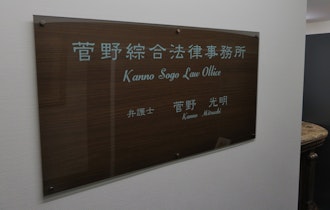 菅野綜合法律事務所
Kanno Sogo Law Office
弁護士 菅野 光明
Kanno Mitsuaki